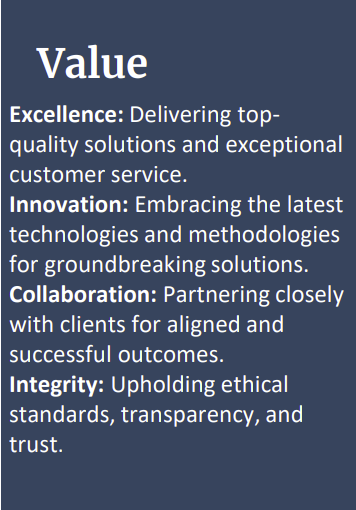 Value
Excellence: Delivering top-
quality solutions and exceptional
customer service.
Innovation: Embracing the latest
technologies and methodologies
for groundbreaking solutions.
Collaboration: Partnering closely
with clients for aligned and
successful outcomes.
Integrity: Upholding ethical
standards, transparency, and
trust.